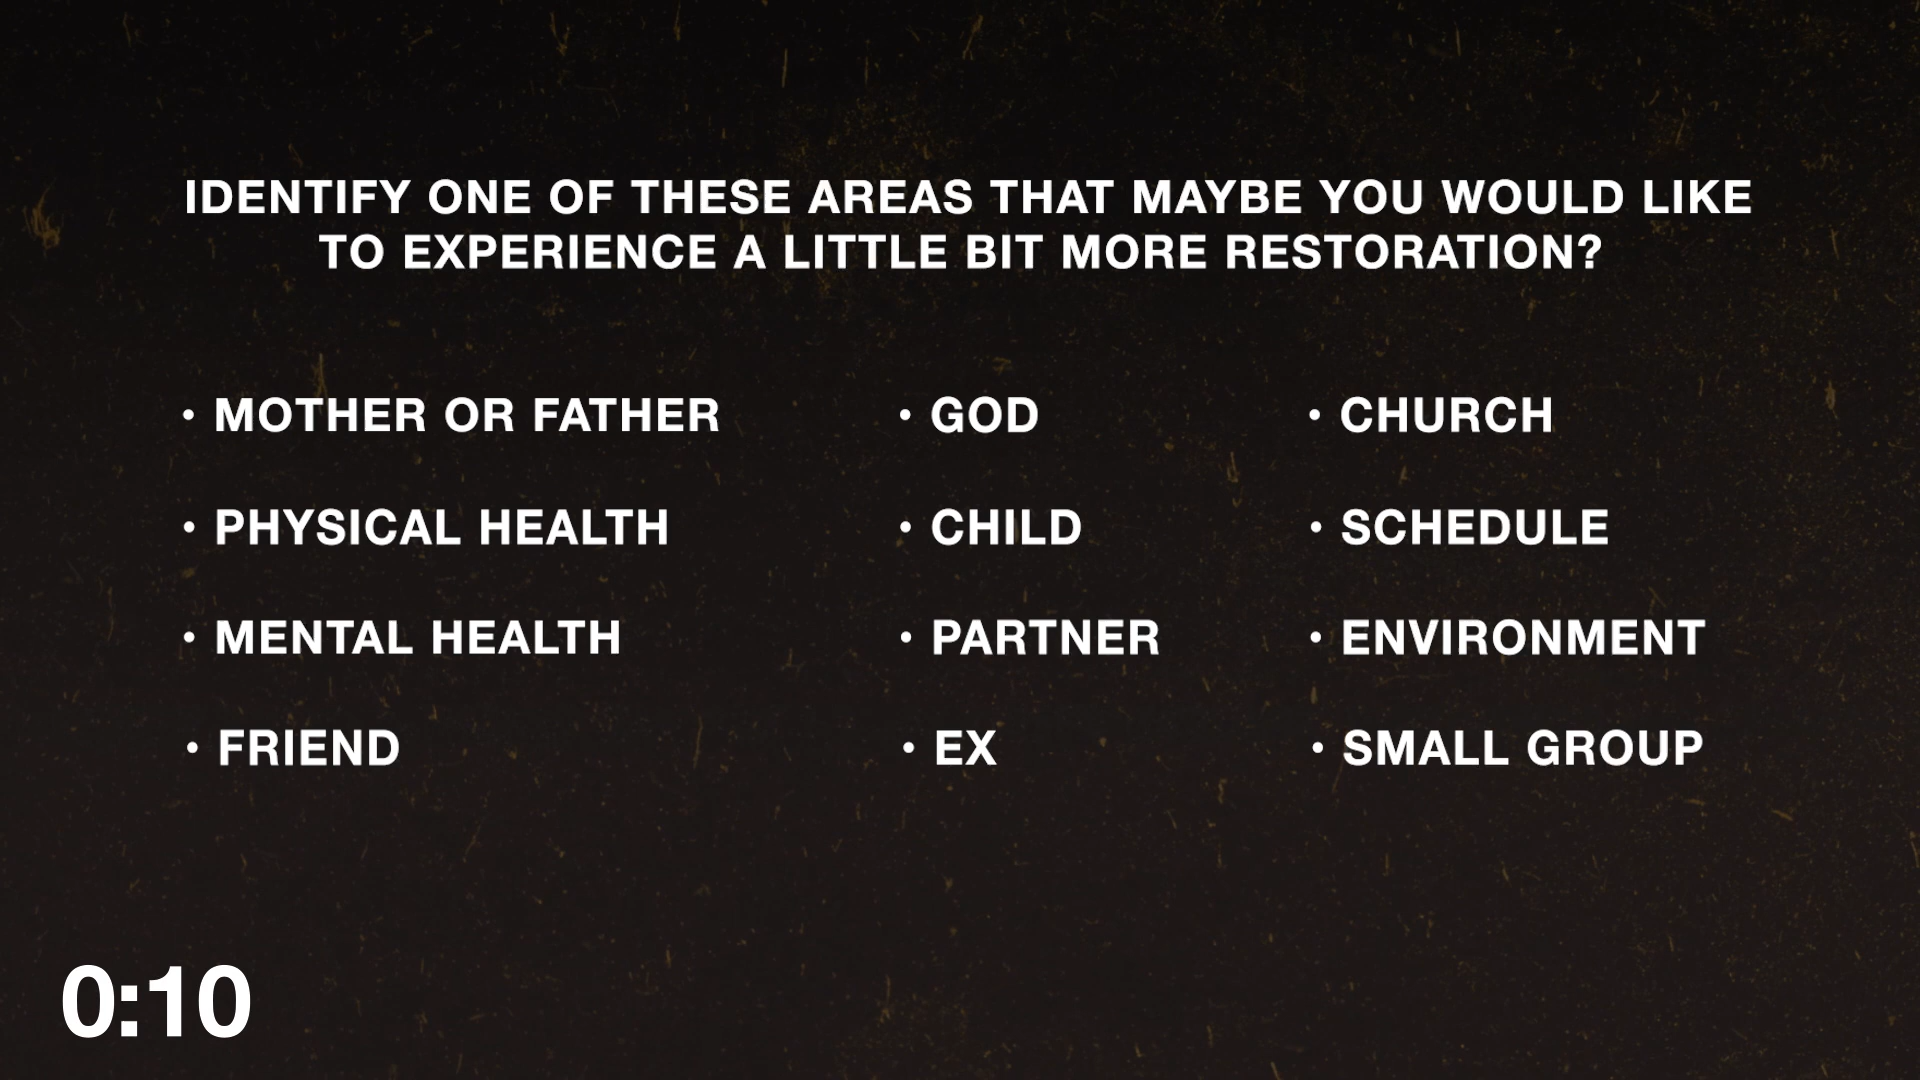 IDENTIFY ONE OF THESE AREAS THAT MAYBE YOU WOULD LIKE
TO EXPERIENCE A LITTLE BIT MORE RESTORATION?
• MOTHER OR FATHER
• PHYSICAL HEALTH
• MENTAL HEALTH
• FRIEND
• GOD
• CHILD
• PARTNER
• EX
• CHURCH
• SCHEDULE
• ENVIRONMENT
• SMALL GROUP
0:10